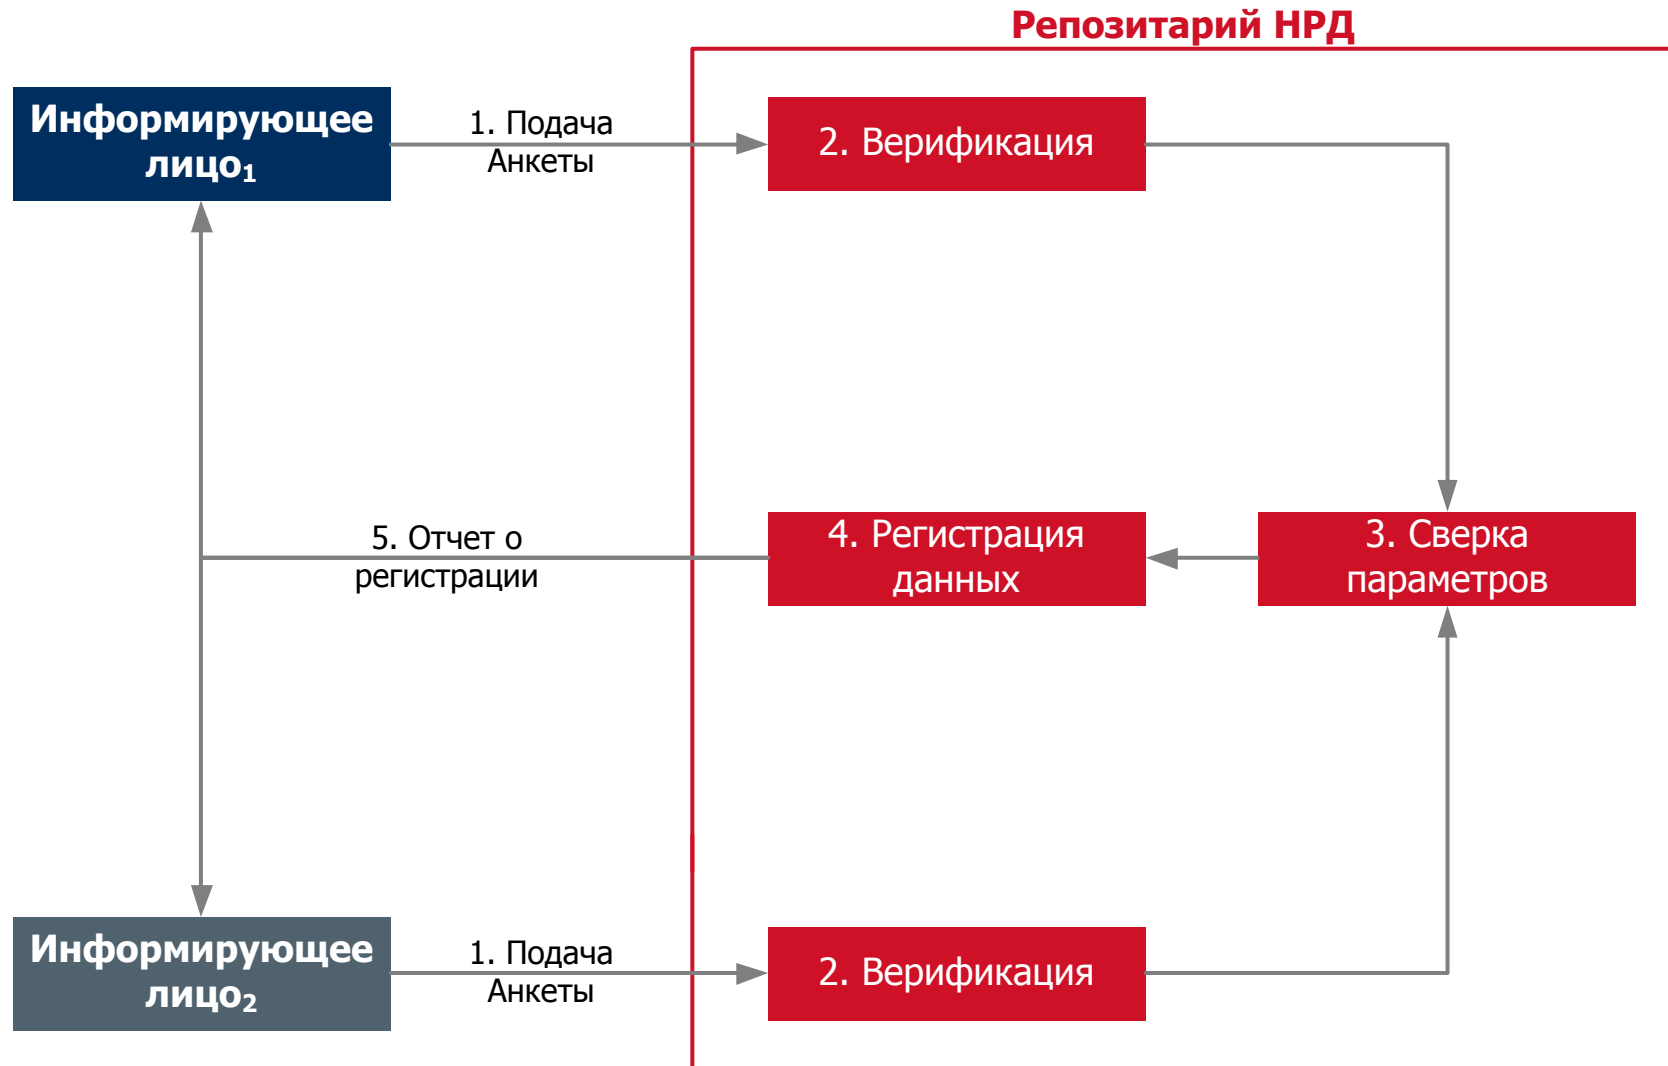 Репозитарий НРД
Информирующее
лицо₁
1. Подача
Анкеты
2. Верификация
5. Отчет о
регистрации
4. Регистрация
данных
3. Сверка
параметров
Информирующее
лицо₂
1. Подача
Анкеты
2. Верификация